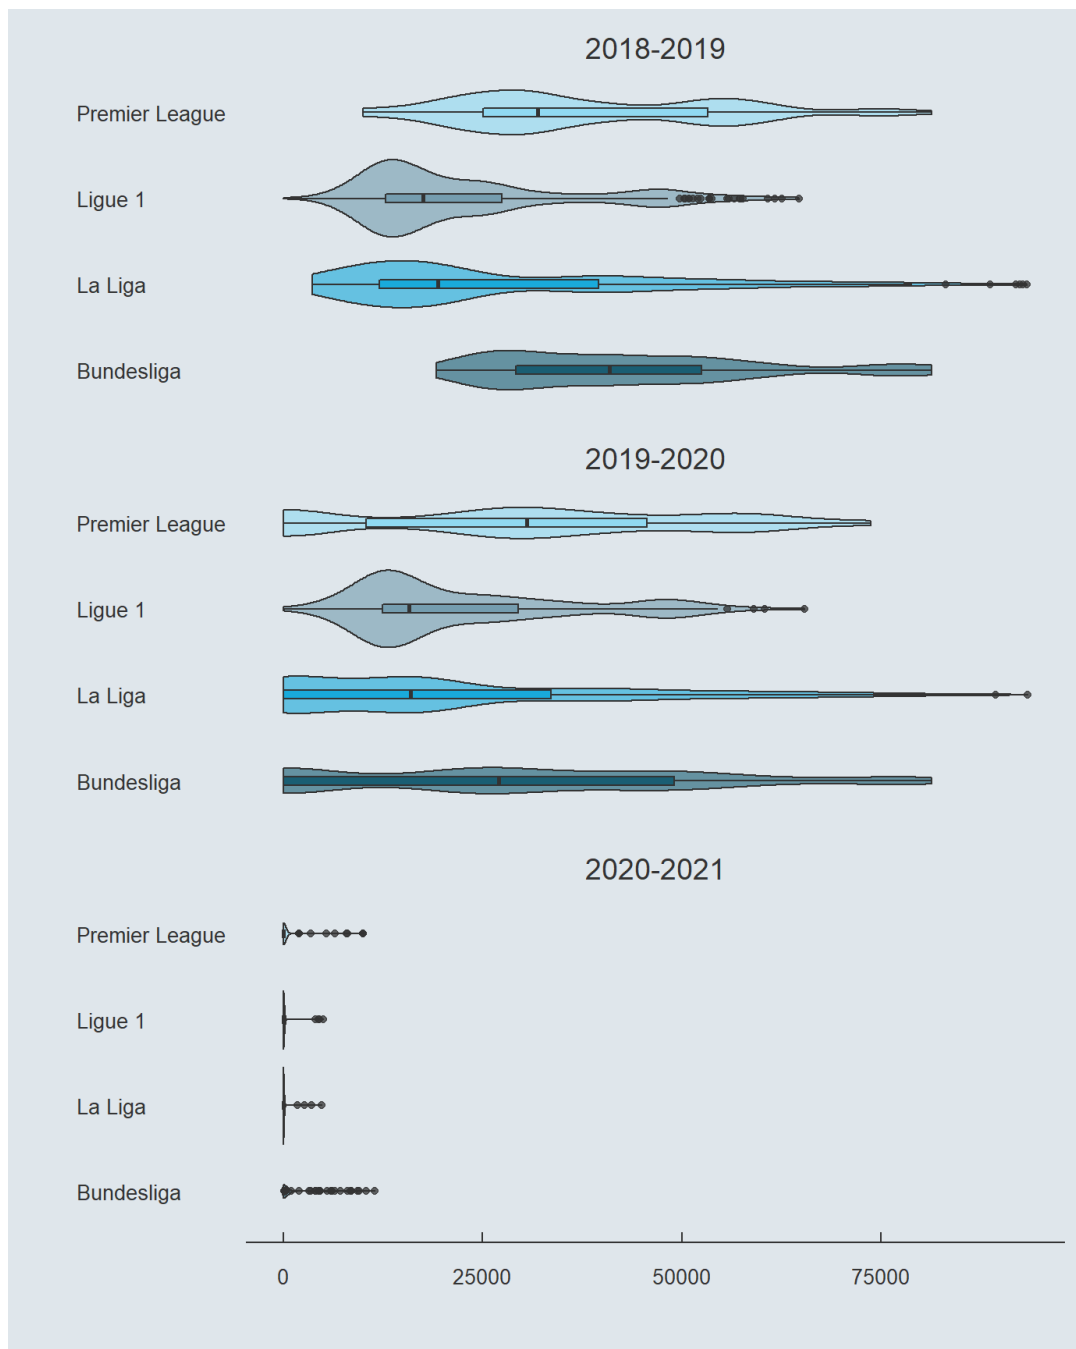 2018-2019
Premier League
Ligue 1
La Liga
Bundesliga
2019-2020
Premier League
Ligue 1
La Liga
Bundesliga
2020-2021
Premier League
Ligue 1
La Liga
Bundesliga
0 25000 50000 75000